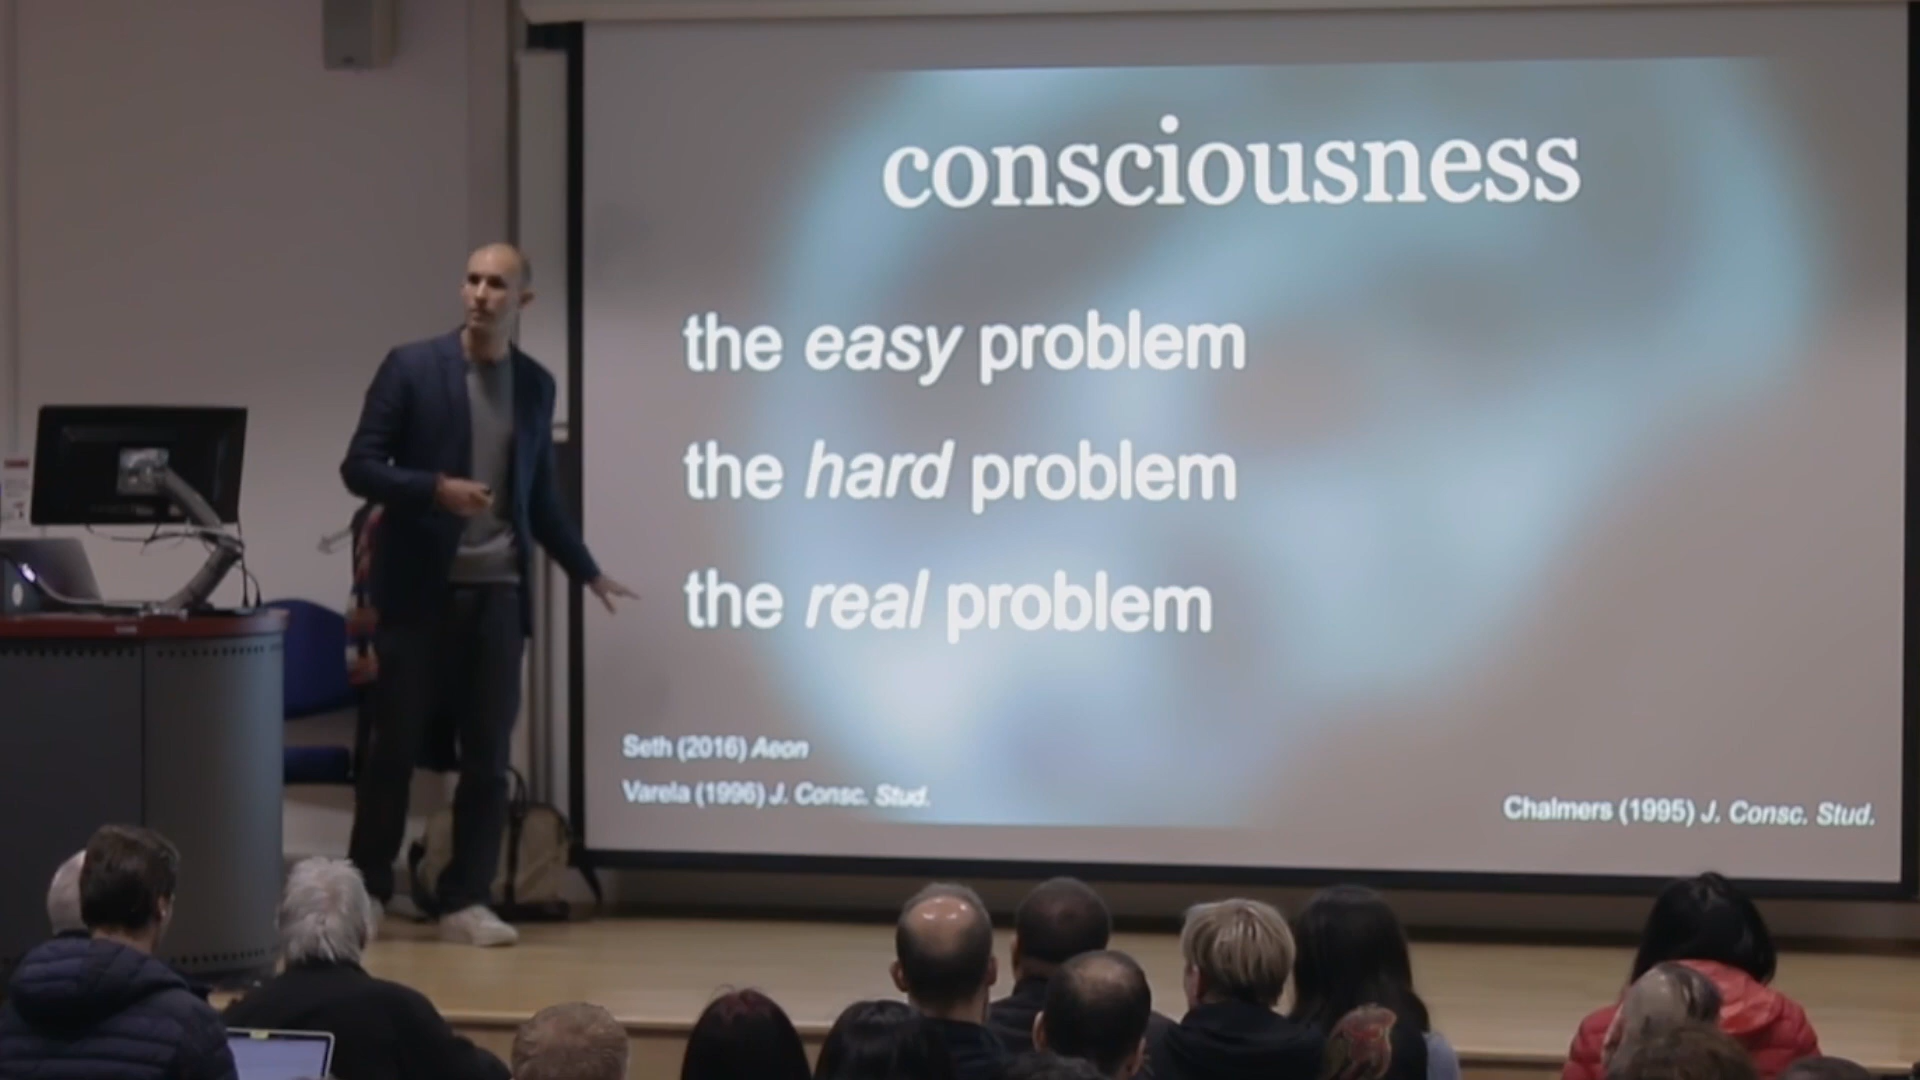 consciousness
the easy problem
the hard problem
the real problem
Seth (2016) Aeon
Varela (1996) J. Consc. Stud.
Chalmers (1995) J. Consc. Stud.